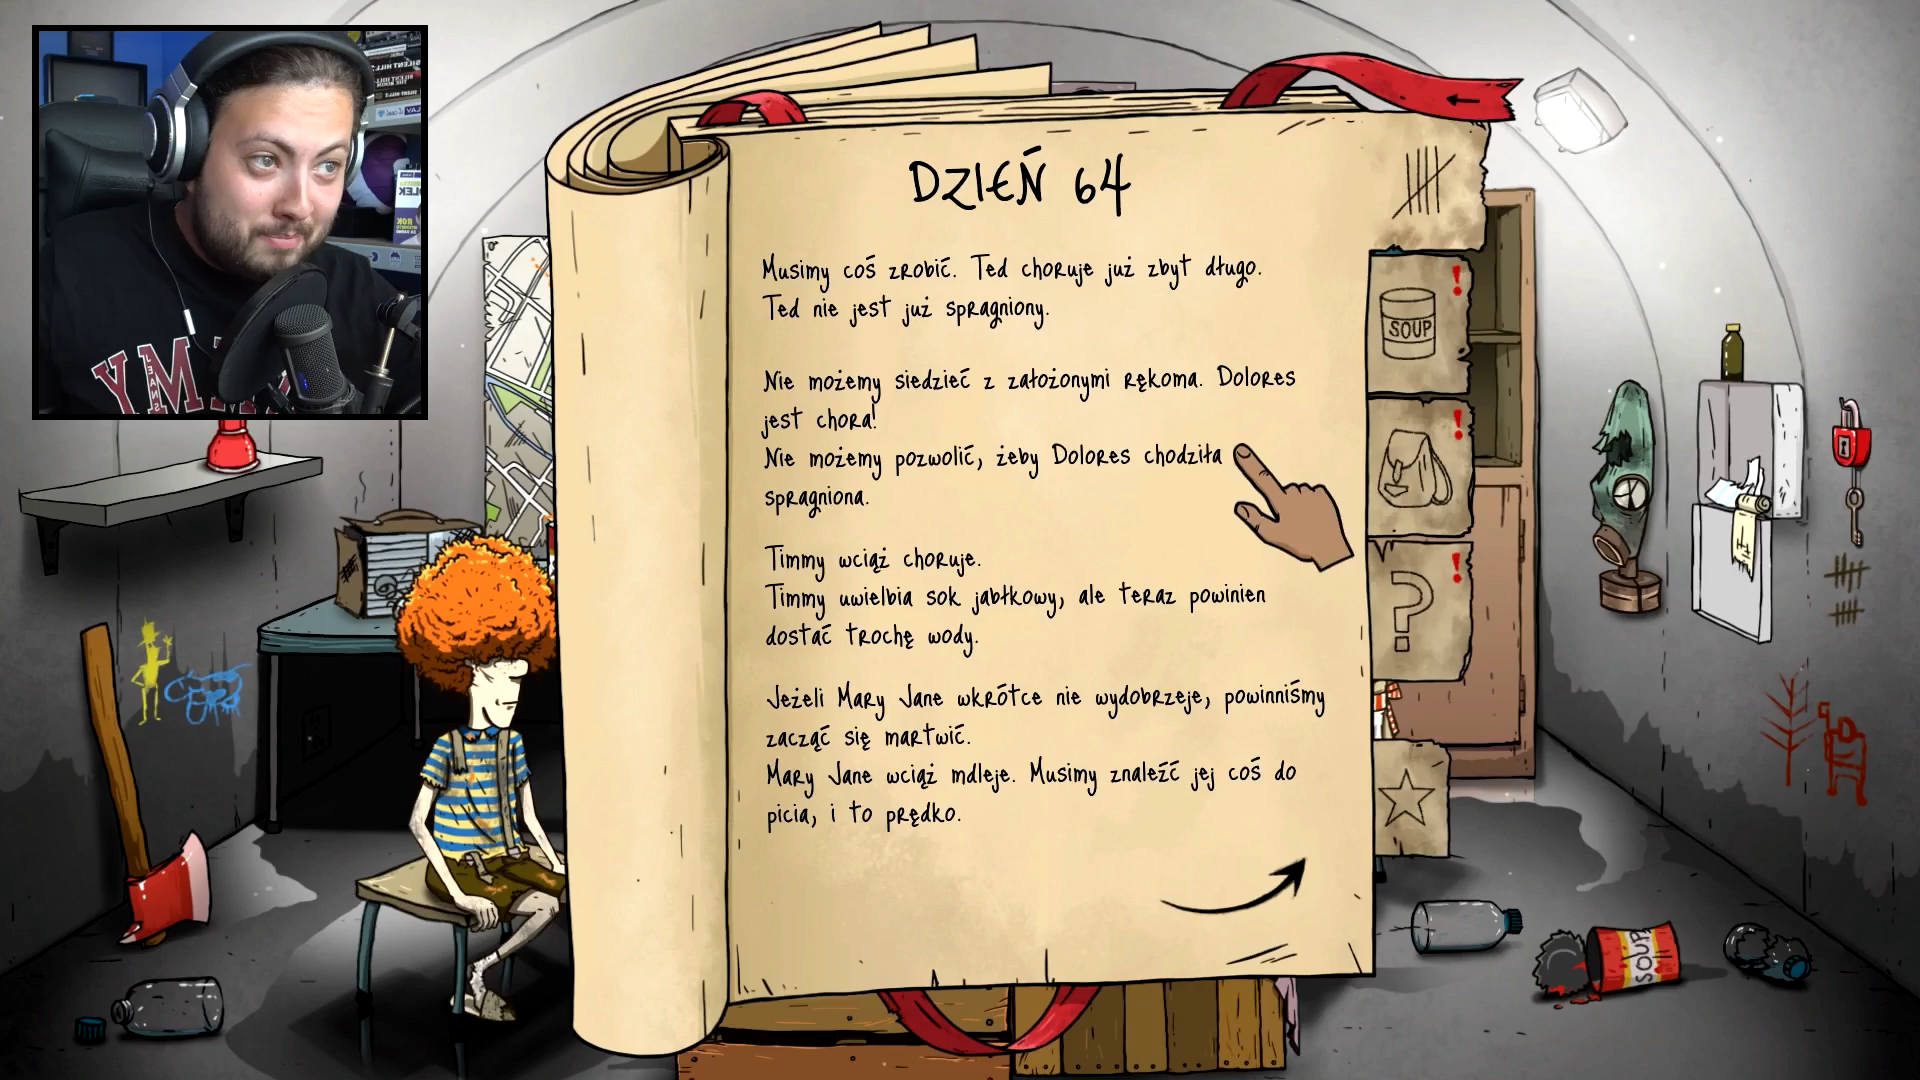 DZIEŃ 64
Musimy coś zrobić. Ted choruje już zbyt długo.
Ted nie jest już spragniony.
Nie możemy siedzieć z założonymi rękoma. Dolores
jest chora!
Nie możemy pozwolić, żeby Dolores chodziła
spragniona.
Timmy wciąż choruje.
Timmy uwielbia sok jabłkowy, ale teraz powinien
dostać trochę wody.
Jeżeli Mary Jane wkrótce nie wydobrzeje, powinniśmy
zacząć się martwić.
Mary Jane wciąż mdleje. Musimy znaleźć jej coś do
picia, i to prędko.
!
SOUP
!
!
?
SOUP
SILENT HILL